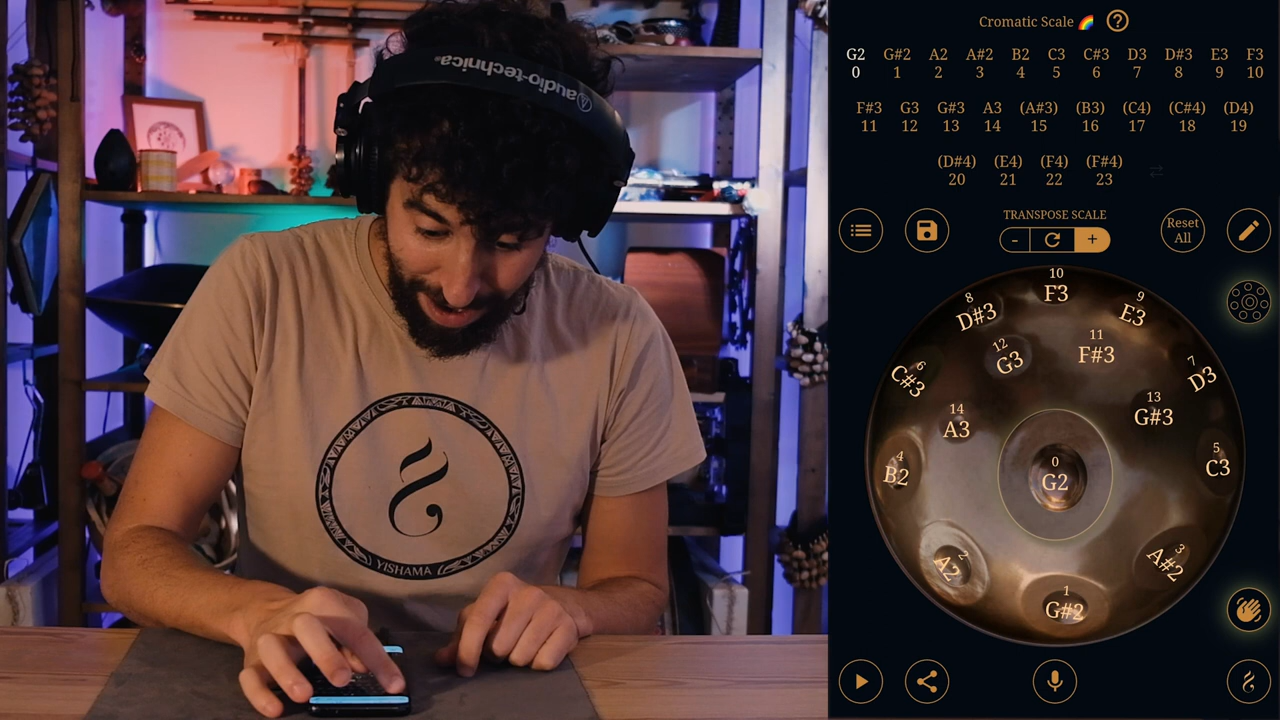 audio-technica®
YISHAMA
Cromatic Scale 🌈 ?
G2 G#2 A2 A#2 B2 C3 C#3 D3 D#3 E3 F3
0 1 2 3 4 5 6 7 8 9 10
F#3 G3 G#3 A3 (A#3) (B3) (C4) (C#4) (D4)
11 12 13 14 15 16 17 18 19
(D#4) (E4) (F4) (F#4)
20 21 22 23
TRANSPOSE SCALE
- +
Reset
All
10
F3
8
D#3
9
E3
11
F#3
12
G3
6
C#3
7
D3
13
G#3
14
A3
4
B2
0
G2
5
C3
2
A2
3
A#2
1
G#2